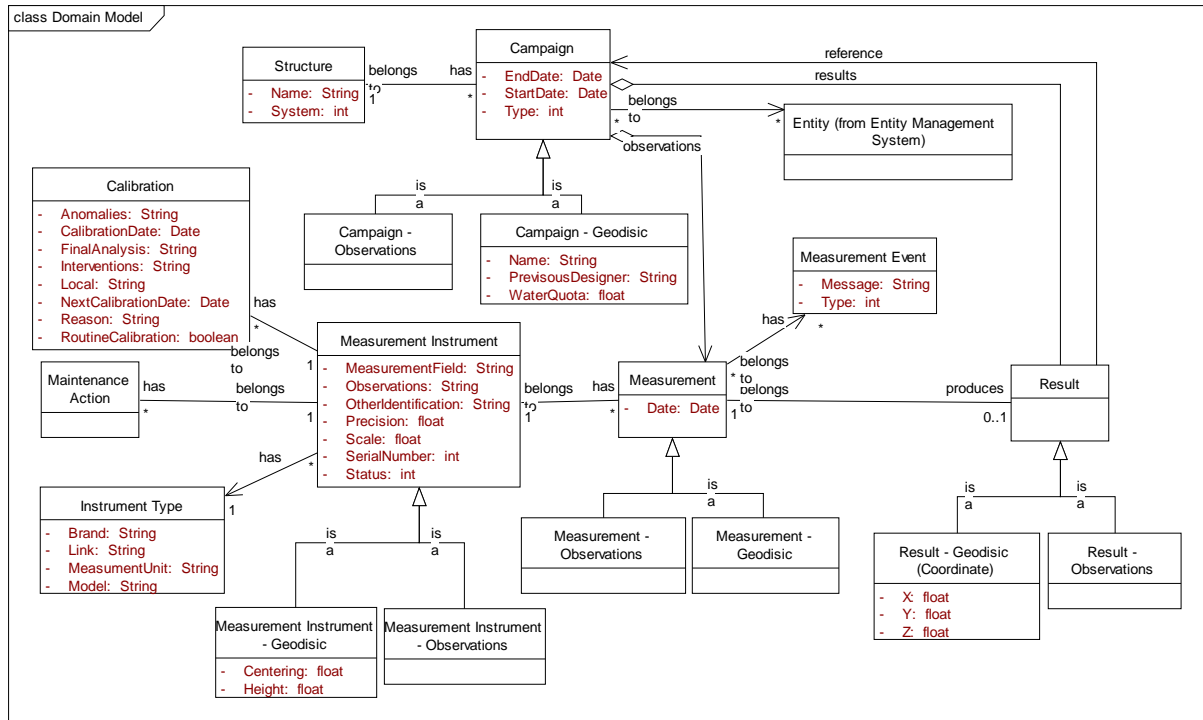 class Domain Model
Structure
- Name: String
- System: int
belongs
to
1
has
*
Campaign
- EndDate: Date
- StartDate: Date
- Type: int
reference
results
belongs
to
*
*
observations
Entity (from Entity Management
System)
is
a
is
a
Campaign -
Observations
Campaign - Geodisic
- Name: String
- PrevisousDesigner: String
- WaterQuota: float
Calibration
- Anomalies: String
- CalibrationDate: Date
- FinalAnalysis: String
- Interventions: String
- Local: String
- NextCalibrationDate: Date
- Reason: String
- RoutineCalibration: boolean
has
*
belongs
to
1
Measurement Event
- Message: String
- Type: int
has
*
belongs
to
*
Maintenance
Action
has
*
belongs
to
1
Measurement Instrument
- MeasurementField: String
- Observations: String
- OtherIdentification: String
- Precision: float
- Scale: float
- SerialNumber: int
- Status: int
belongs
to
1
has
*
Measurement
- Date: Date
belongs
to
1
produces
0..1
Result
has
*
1
Instrument Type
- Brand: String
- Link: String
- MeasumentUnit: String
- Model: String
is
a
is
a
Measurement Instrument
- Geodisic
- Centering: float
- Height: float
Measurement Instrument
- Observations
is
a
is
a
Measurement -
Observations
Measurement -
Geodisic
is
a
is
a
Result - Geodisic
(Coordinate)
- X: float
- Y: float
- Z: float
Result -
Observations